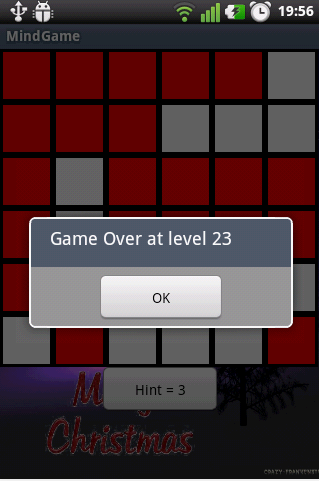 19:56
MindGame
Game Over at level 23
OK
Hint = 3
Christmas